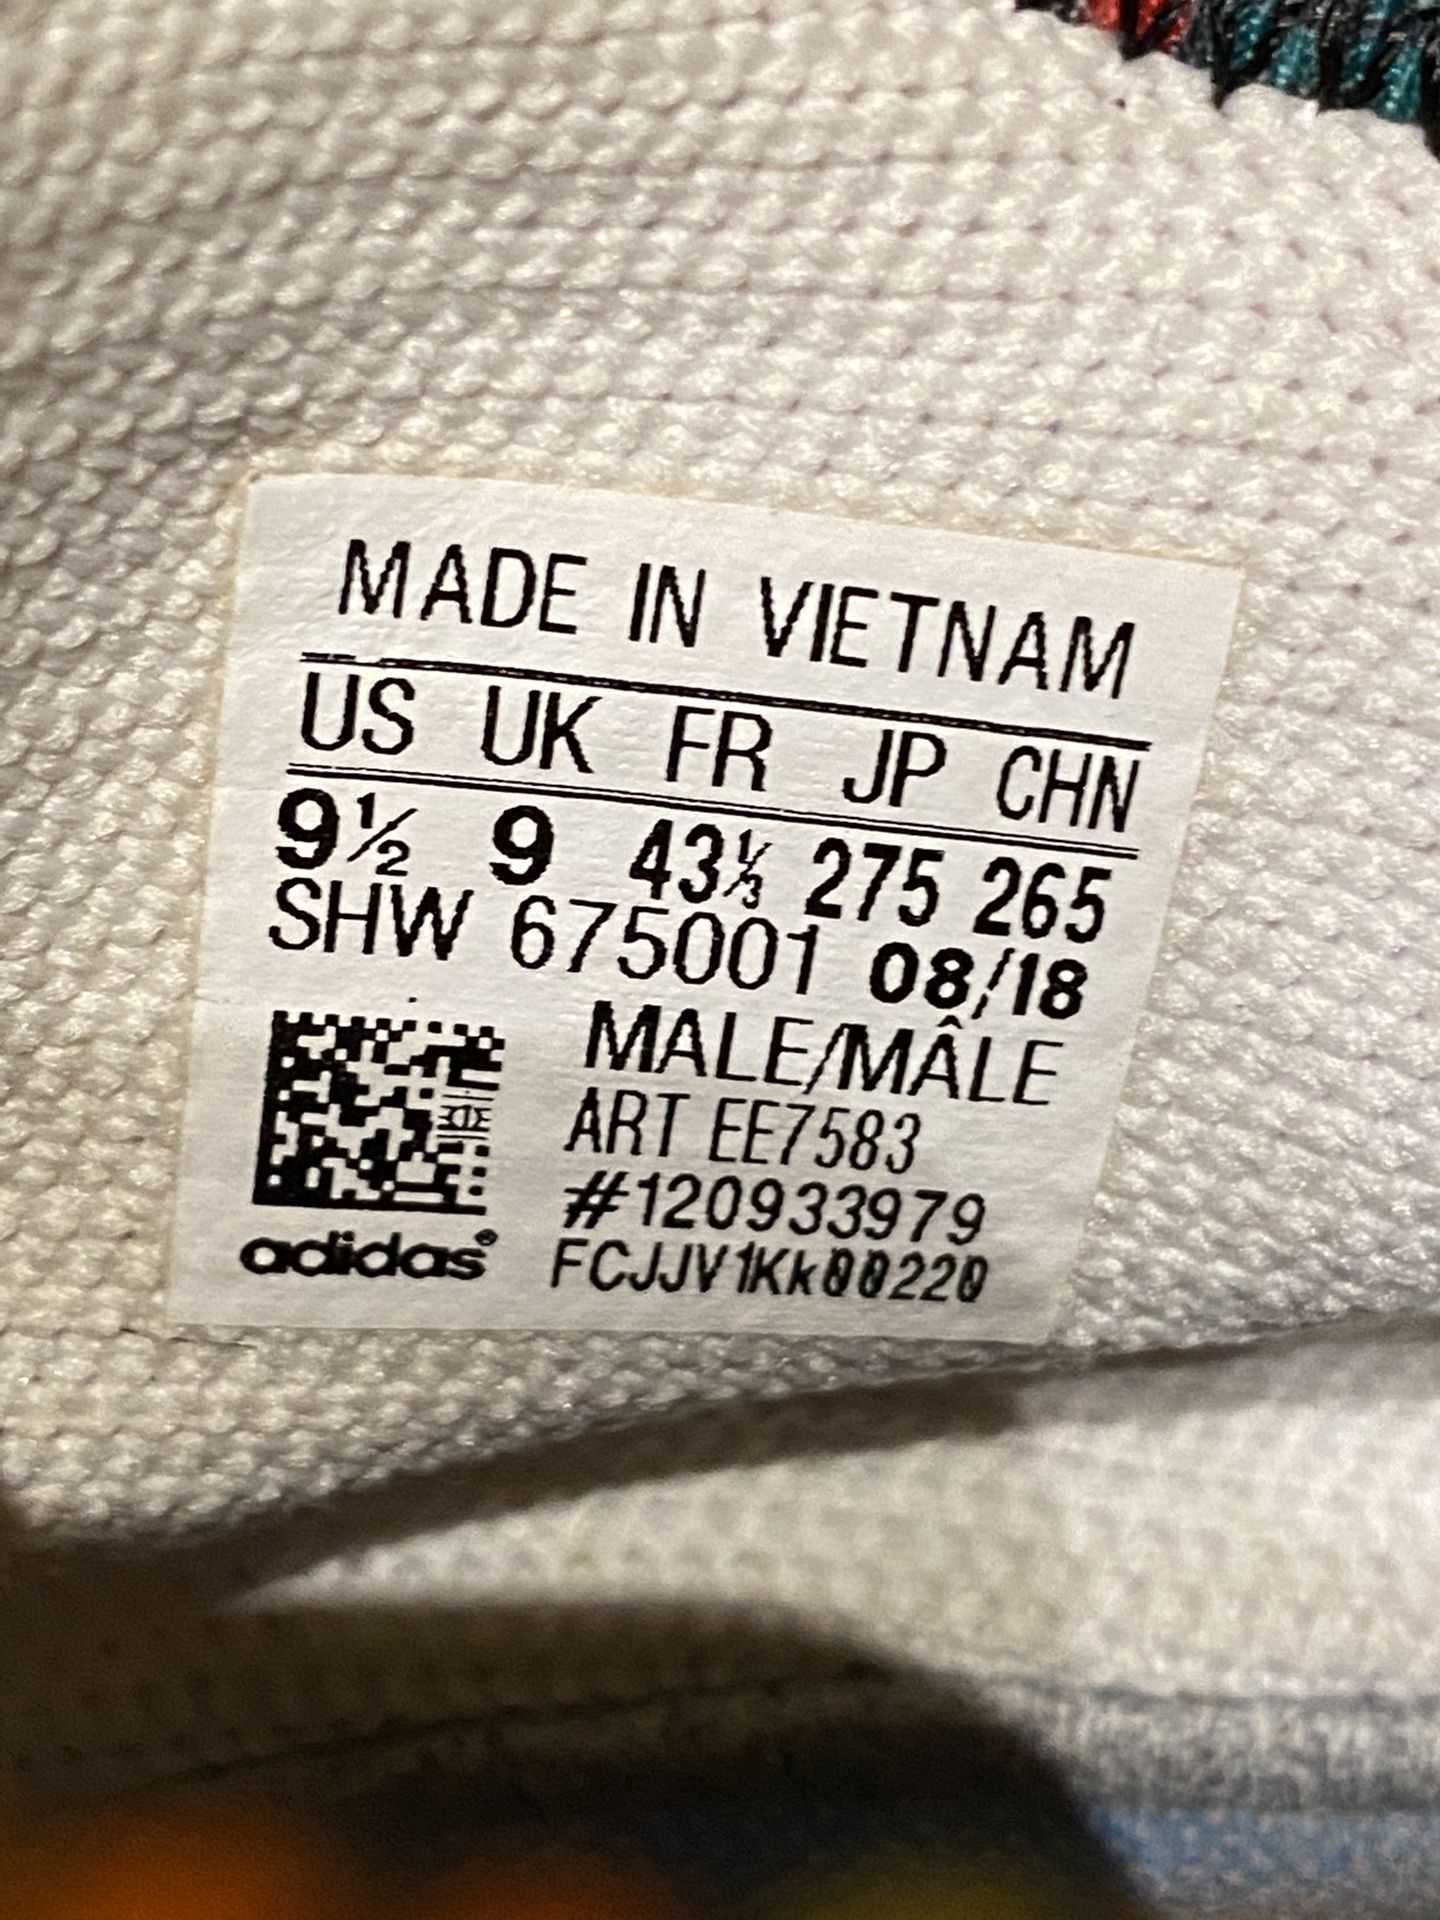 MADE IN VIETNAM
US UK FR JP CHN
9½ 9 43⅓ 275 265
SHW 675001 08/18
MALE/MÂLE
ART EE7583
#120933979
adidas® FCJJV1Kk00220